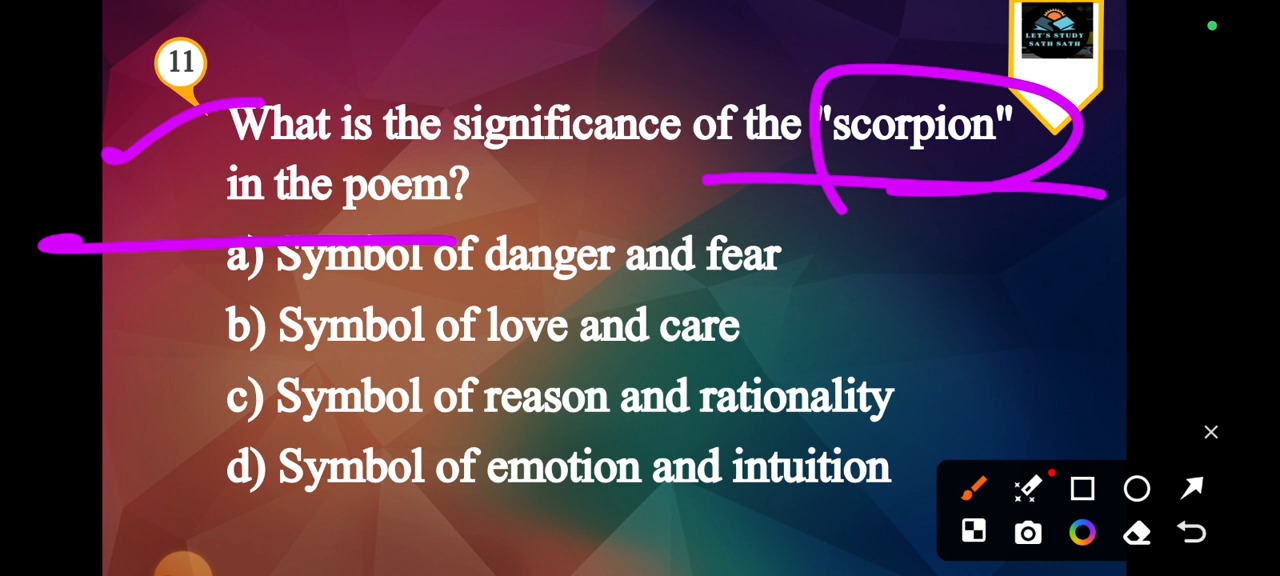 LET'S STUDY
SATH SATH
11
What is the significance of the "scorpion"
in the poem?
a) Symbol of danger and fear
b) Symbol of love and care
c) Symbol of reason and rationality
d) Symbol of emotion and intuition